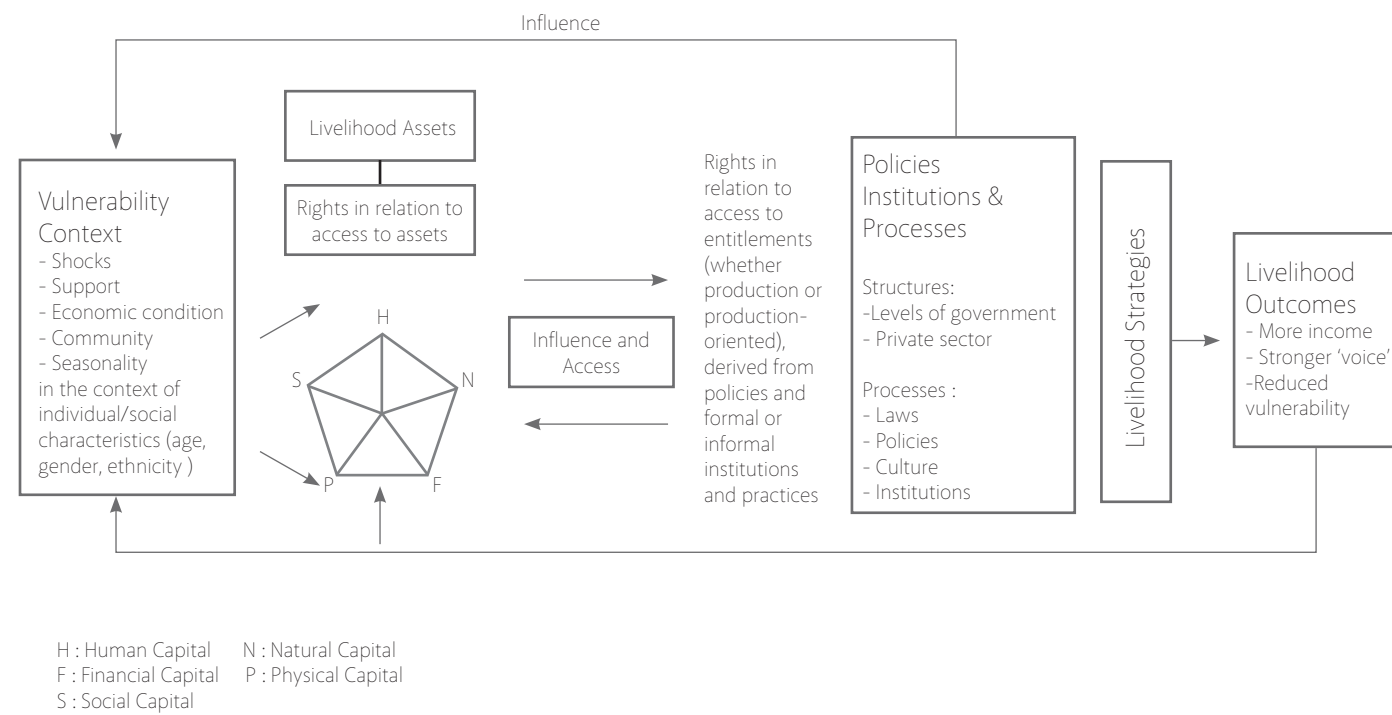 Influence
Livelihood Assets
Rights in relation to
access to assets
Vulnerability
Context
- Shocks
- Support
- Economic condition
- Community
- Seasonality
in the context of
individual/social
characteristics (age,
gender, ethnicity )
H
S
N
P
F
Influence and
Access
Rights in
relation to
access to
entitlements
(whether
production or
production-
oriented),
derived from
policies and
formal or
informal
institutions
and practices
Policies
Institutions &
Processes
Structures:
-Levels of government
- Private sector
Processes :
- Laws
- Policies
- Culture
- Institutions
Livelihood Strategies
Livelihood
Outcomes
- More income
- Stronger ‘voice’
-Reduced
vulnerability
H : Human Capital N : Natural Capital
F : Financial Capital P : Physical Capital
S : Social Capital